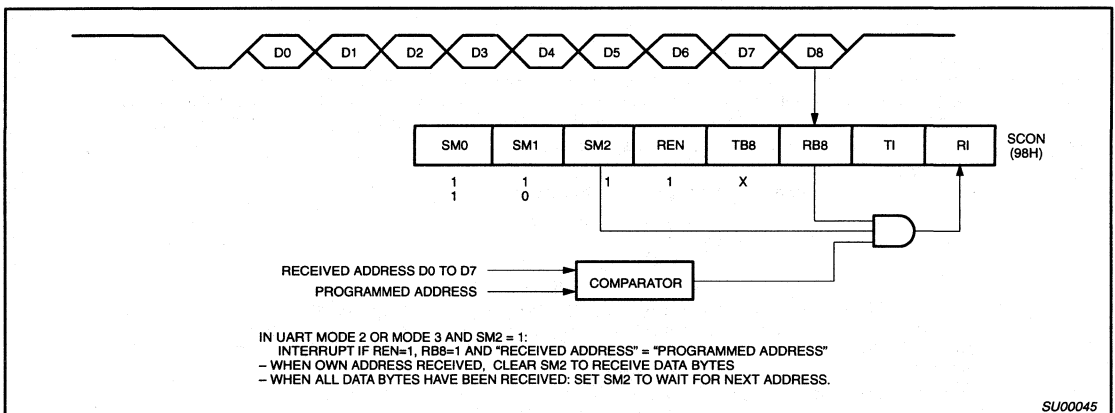 D0 D1 D2 D3 D4 D5 D6 D7 D8
SM0 SM1 SM2 REN TB8 RB8 TI RI
SCON
(98H)
1 1 1 1 X
1 0
RECEIVED ADDRESS D0 TO D7
PROGRAMMED ADDRESS
COMPARATOR
IN UART MODE 2 OR MODE 3 AND SM2 = 1:
INTERRUPT IF REN=1, RB8=1 AND “RECEIVED ADDRESS” = “PROGRAMMED ADDRESS”
– WHEN OWN ADDRESS RECEIVED, CLEAR SM2 TO RECEIVE DATA BYTES
– WHEN ALL DATA BYTES HAVE BEEN RECEIVED: SET SM2 TO WAIT FOR NEXT ADDRESS.
SU00045